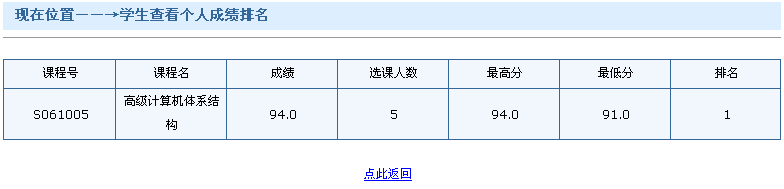 现在位置——→学生查看个人成绩排名
课程号 课程名 成绩 选课人数 最高分 最低分 排名
S061005 高级计算机体系结构 94.0 5 94.0 91.0 1
点此返回